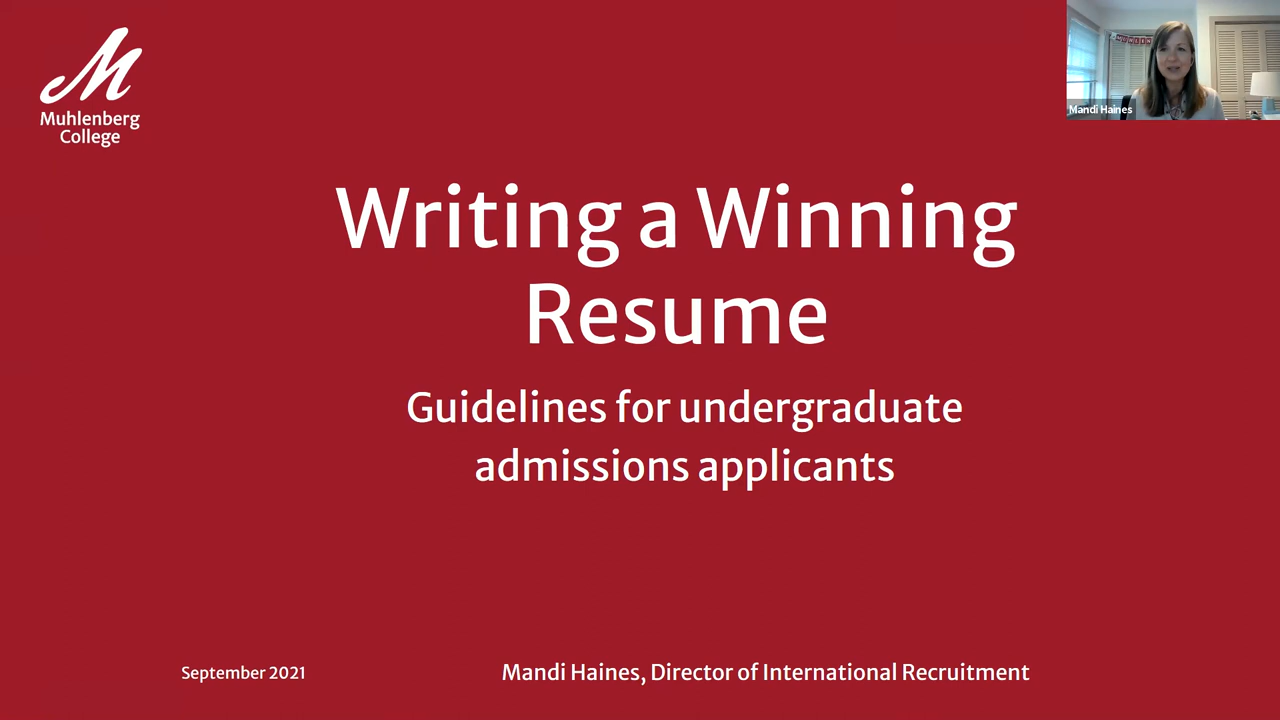 Muhlenberg
College
Mandi Haines
Writing a Winning
Resume
Guidelines for undergraduate
admissions applicants
September 2021
Mandi Haines, Director of International Recruitment